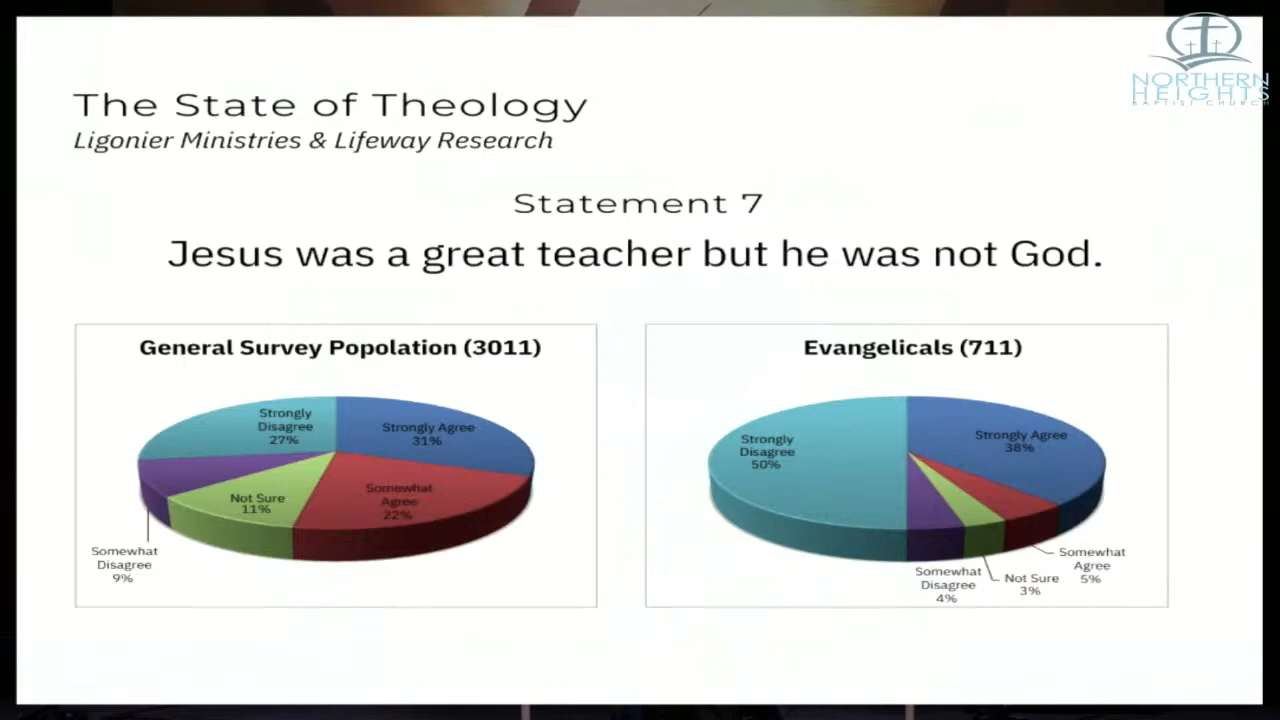 NORTHERN
HEIGHTS
BAPTIST CHURCH
The State of Theology
Ligonier Ministries & Lifeway Research
Statement 7
Jesus was a great teacher but he was not God.
General Survey Popolation (3011)
Strongly
Disagree
27%
Strongly Agree
31%
Somewhat
Agree
22%
Not Sure
11%
Somewhat
Disagree
9%
Evangelicals (711)
Strongly
Disagree
50%
Strongly Agree
38%
Somewhat
Agree
5%
Not Sure
3%
Somewhat
Disagree
4%